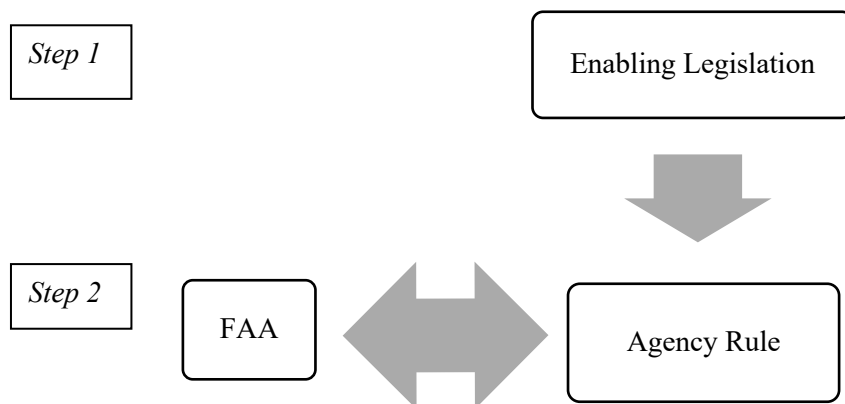 Step 1
Enabling Legislation
Step 2
FAA
Agency Rule